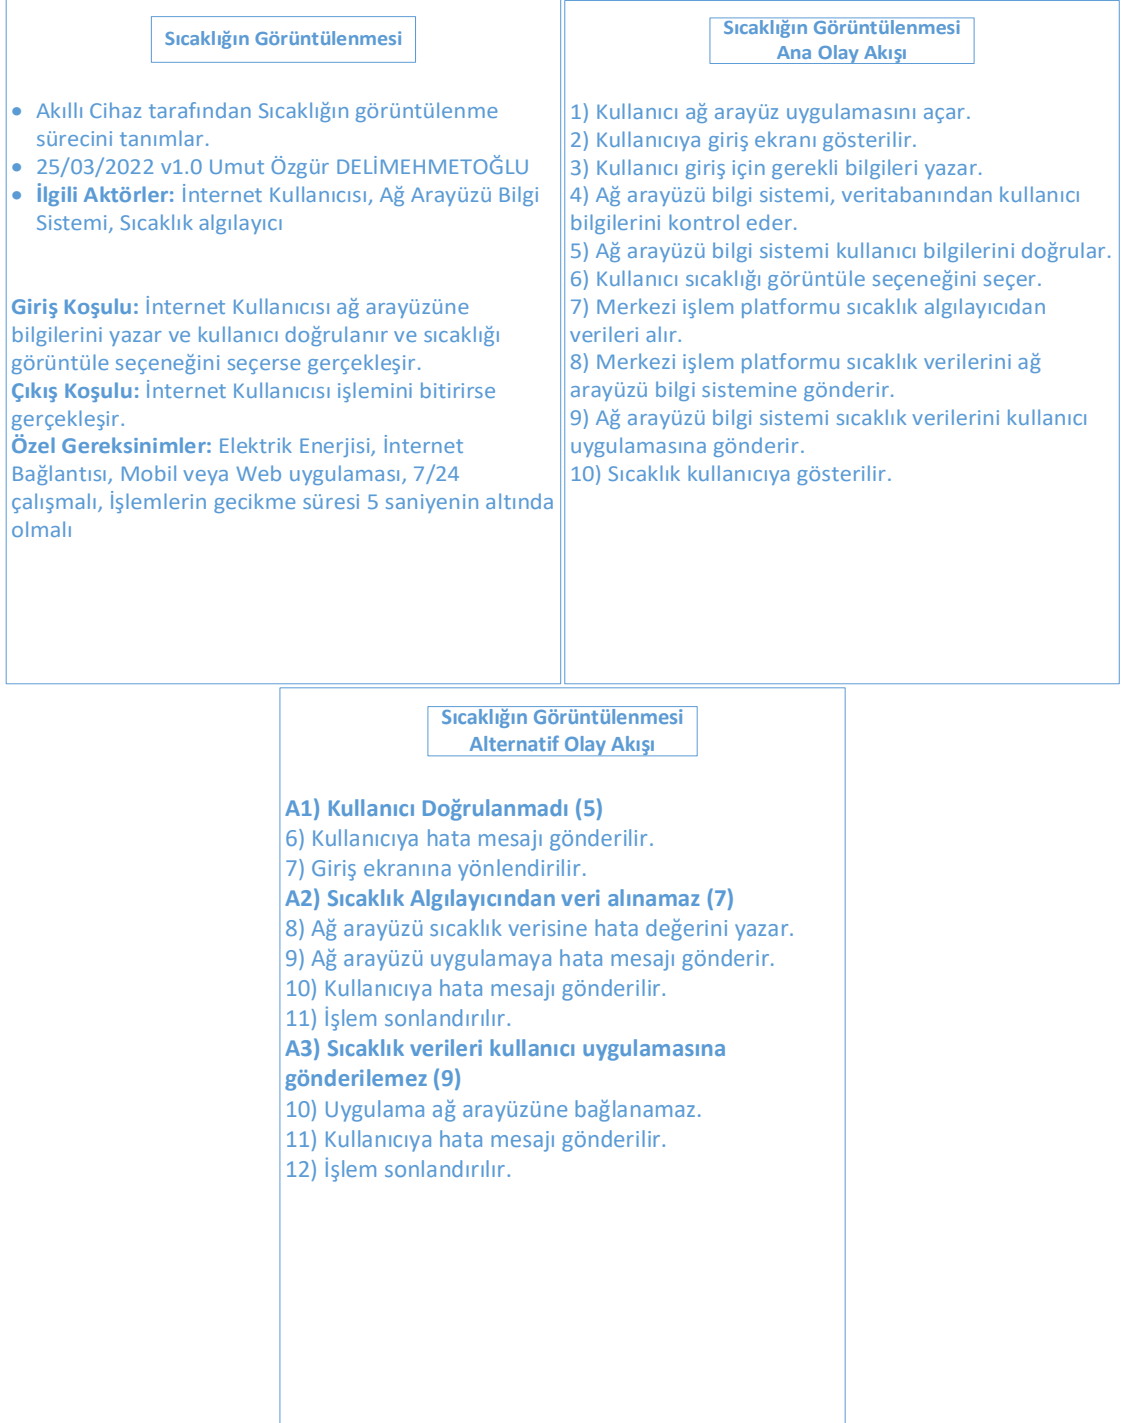 Sıcaklığın Görüntülenmesi
• Akıllı Cihaz tarafından Sıcaklığın görüntülenme
sürecini tanımlar.
• 25/03/2022 v1.0 Umut Özgür DELİMEHMETOĞLU
• İlgili Aktörler: İnternet Kullanıcısı, Ağ Arayüzü Bilgi
Sistemi, Sıcaklık algılayıcı
Giriş Koşulu: İnternet Kullanıcısı ağ arayüzüne
bilgilerini yazar ve kullanıcı doğrulanır ve sıcaklığı
görüntüle seçeneğini seçerse gerçekleşir.
Çıkış Koşulu: İnternet Kullanıcısı işlemini bitirirse
gerçekleşir.
Özel Gereksinimler: Elektrik Enerjisi, İnternet
Bağlantısı, Mobil veya Web uygulaması, 7/24
çalışmalı, İşlemlerin gecikme süresi 5 saniyenin altında
olmalı
Sıcaklığın Görüntülenmesi
Ana Olay Akışı
1) Kullanıcı ağ arayüz uygulamasını açar.
2) Kullanıcıya giriş ekranı gösterilir.
3) Kullanıcı giriş için gerekli bilgileri yazar.
4) Ağ arayüzü bilgi sistemi, veritabanından kullanıcı
bilgilerini kontrol eder.
5) Ağ arayüzü bilgi sistemi kullanıcı bilgilerini doğrular.
6) Kullanıcı sıcaklığı görüntüle seçeneğini seçer.
7) Merkezi işlem platformu sıcaklık algılayıcıdan
verileri alır.
8) Merkezi işlem platformu sıcaklık verilerini ağ
arayüzü bilgi sistemine gönderir.
9) Ağ arayüzü bilgi sistemi sıcaklık verilerini kullanıcı
uygulamasına gönderir.
10) Sıcaklık kullanıcıya gösterilir.
Sıcaklığın Görüntülenmesi
Alternatif Olay Akışı
A1) Kullanıcı Doğrulanmadı (5)
6) Kullanıcıya hata mesajı gönderilir.
7) Giriş ekranına yönlendirilir.
A2) Sıcaklık Algılayıcından veri alınamaz (7)
8) Ağ arayüzü sıcaklık verisine hata değerini yazar.
9) Ağ arayüzü uygulamaya hata mesajı gönderir.
10) Kullanıcıya hata mesajı gönderilir.
11) İşlem sonlandırılır.
A3) Sıcaklık verileri kullanıcı uygulamasına
gönderilemez (9)
10) Uygulama ağ arayüzüne bağlanamaz.
11) Kullanıcıya hata mesajı gönderilir.
12) İşlem sonlandırılır.